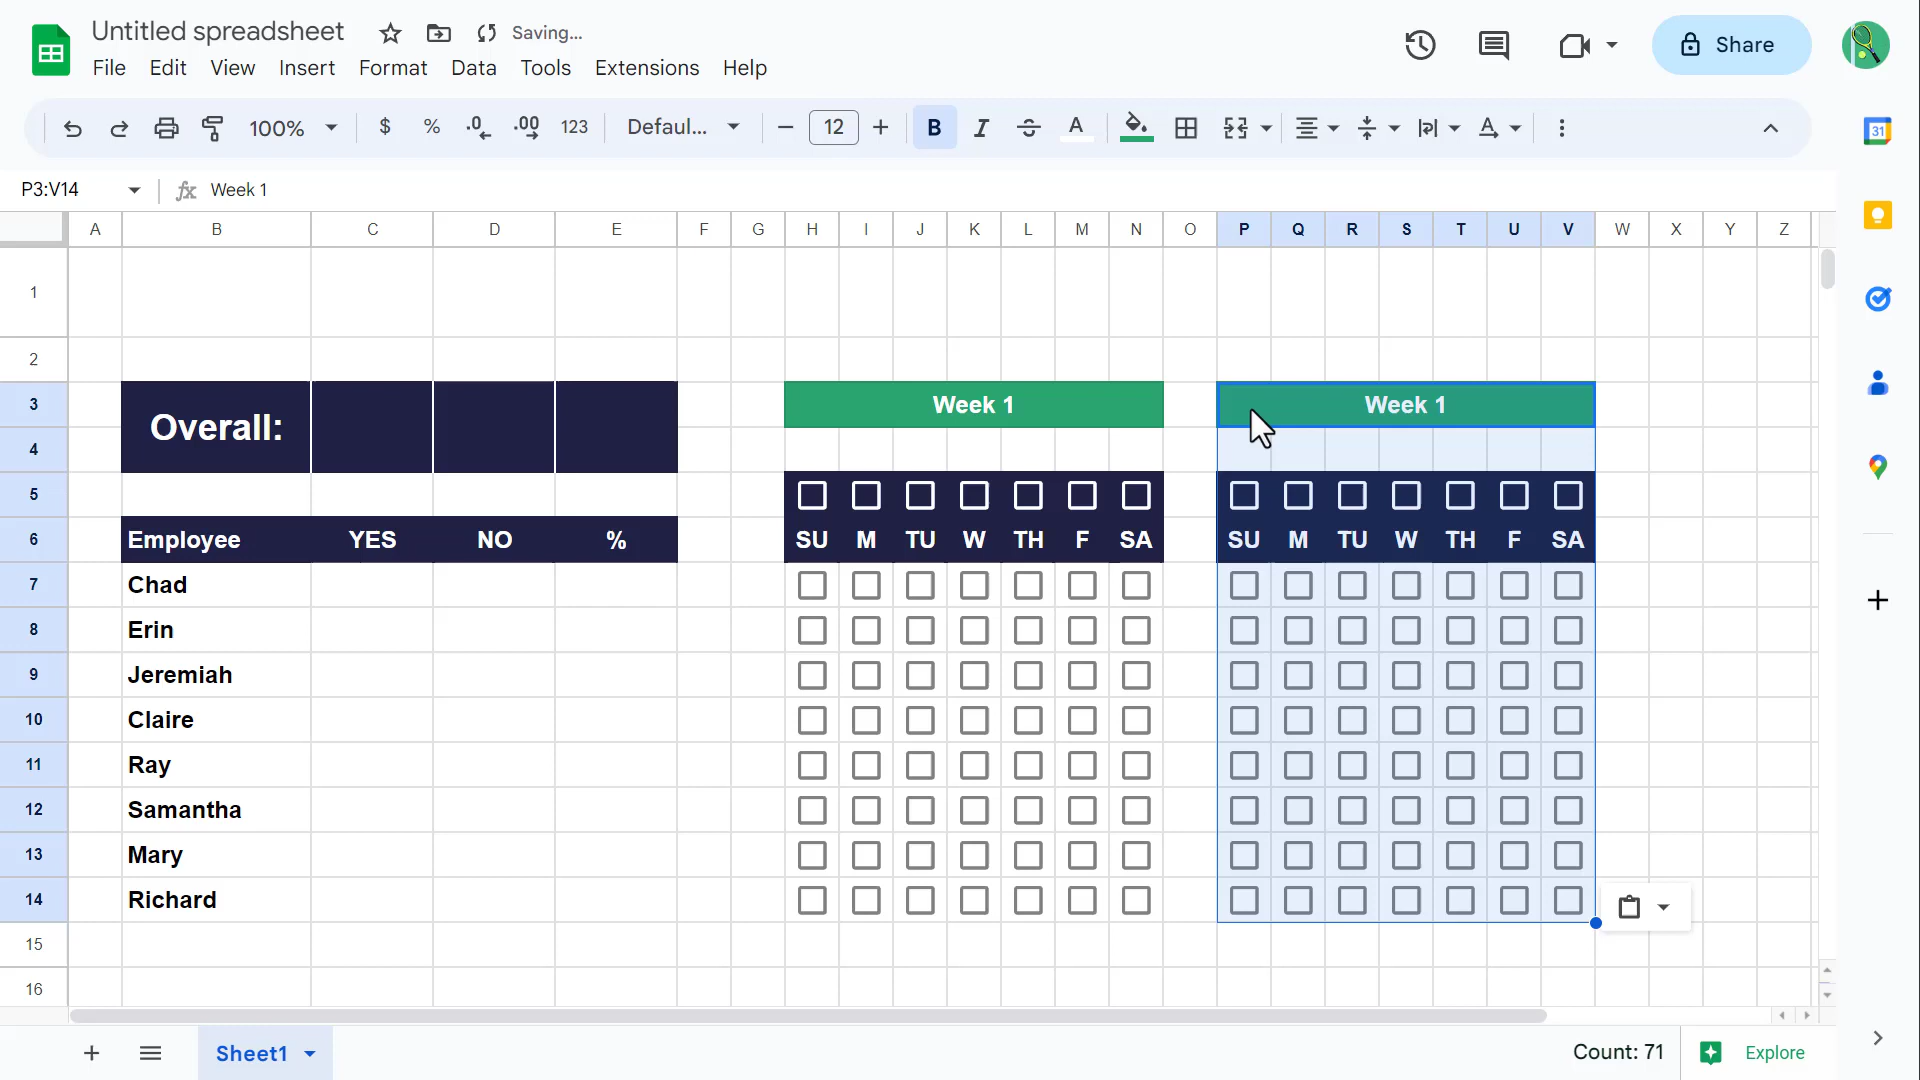 Untitled spreadsheet Saving...
File Edit View Insert Format Data Tools Extensions Help
Share
100% $ % .0 .00 123 Defaul... 12 B I A A
31
P3:V14 fx Week 1
A B C D E F G H I J K L M N O P Q R S T U V W X Y Z
1
2
3 Overall: Week 1 Week 1
4
5
6 Employee YES NO % SU M TU W TH F SA SU M TU W TH F SA
7 Chad
8 Erin
9 Jeremiah
10 Claire
11 Ray
12 Samantha
13 Mary
14 Richard
15
16
Sheet1 Count: 71 Explore